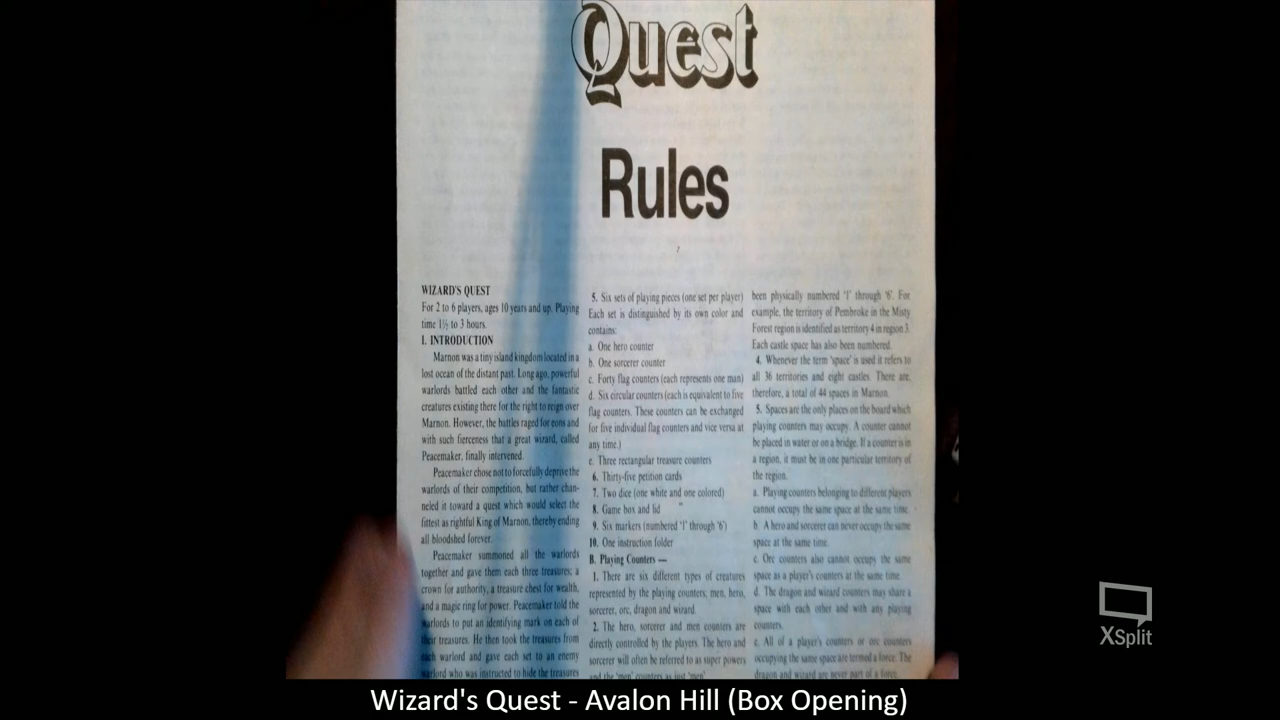 Quest
Rules
WIZARD'S QUEST
For 2 to 6 players, ages 10 years and up. Playing
time 1½ to 3 hours.
I. INTRODUCTION
Marnon was a tiny island kingdom located in a
lost ocean of the distant past. Long ago, powerful
warlords battled each other and the fantastic
creatures existing there for the right to reign over
Marnon. However, the battles raged for eons and
with such fierceness that a great wizard, called
Peacemaker, finally intervened.
Peacemaker chose not to forcefully deprive the
warlords of their competition, but rather chan-
neled it toward a quest which would select the
fittest as rightful King of Marnon, thereby ending
all bloodshed forever.
Peacemaker summoned all the warlords
together and gave them each three treasures; a
crown for authority, a treasure chest for wealth,
and a magic ring for power. Peacemaker told the
warlords to put an identifying mark on each of
their treasures. He then took the treasures from
each warlord and gave each set to an enemy
warlord who was instructed to hide the treasures
5. Six sets of playing pieces (one set per player)
Each set is distinguished by its own color and
contains:
a. One hero counter
b. One sorcerer counter
c. Forty flag counters (each represents one man)
d. Six circular counters (each is equivalent to five
flag counters. These counters can be exchanged
for five individual flag counters and vice versa at
any time.)
e. Three rectangular treasure counters
6. Thirty-five petition cards
7. Two dice (one white and one colored)
8. Game box and lid
9. Six markers (numbered '1' through '6')
10. One instruction folder
B. Playing Counters —
1. There are six different types of creatures
represented by the playing counters; men, hero,
sorcerer, orc, dragon and wizard.
2. The hero, sorcerer and men counters are
directly controlled by the players. The hero and
sorcerer will often be referred to as super powers
and the 'men' counters as just 'men'
been physically numbered '1' through '6'. For
example, the territory of Pembroke in the Misty
Forest region is identified as territory 4 in region 3.
Each castle space has also been numbered.
4. Whenever the term 'space' is used it refers to
all 36 territories and eight castles. There are,
therefore, a total of 44 spaces in Marnon.
5. Spaces are the only places on the board which
playing counters may occupy. A counter cannot
be placed in water or on a bridge. If a counter is in
a region, it must be in one particular territory of
the region.
a. Playing counters belonging to different players
cannot occupy the same space at the same time.
b. A hero and sorcerer can never occupy the same
space at the same time.
c. Orc counters also cannot occupy the same
space as a player's counters at the same time.
d. The dragon and wizard counters may share a
space with each other and with any playing
counters.
e. All of a player's counters or orc counters
occupying the same space are termed a force. The
dragon and wizard are never part of a force.
XSplit
Wizard's Quest - Avalon Hill (Box Opening)